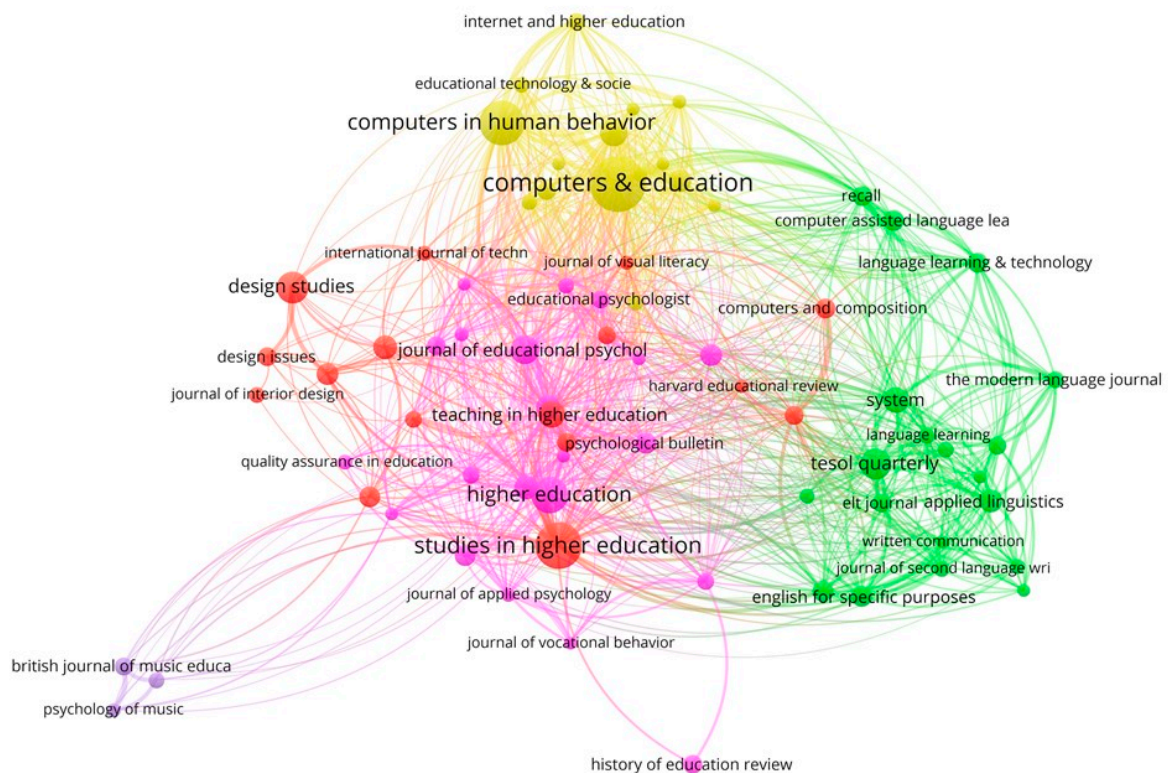 internet and higher education
educational technology & socie
computers in human behavior
computers & education
recall
computer assisted language lea
international journal of techn
journal of visual literacy
language learning & technology
design studies
educational psychologist
computers and composition
design issues
journal of educational psychol
journal of interior design
harvard educational review
the modern language journal
system
teaching in higher education
language learning
psychological bulletin
quality assurance in education
tesol quarterly
higher education
elt journal
applied linguistics
studies in higher education
written communication
journal of second language wri
journal of applied psychology
english for specific purposes
journal of vocational behavior
british journal of music educa
psychology of music
history of education review